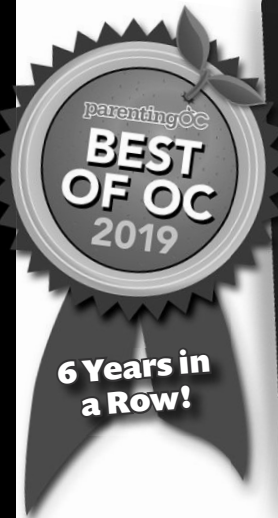 parentingOC
BEST
OF OC
2019
6 Years in
a Row!